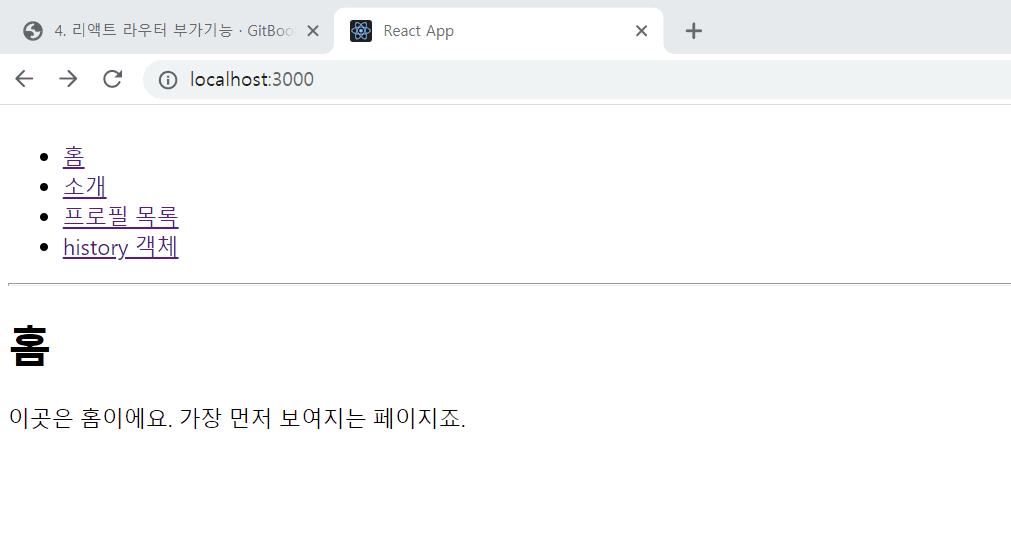 4. 리액트 라우터 부가기능 · GitBoo
React App
localhost:3000
홈
소개
프로필 목록
history 객체
홈
이곳은 홈이에요. 가장 먼저 보여지는 페이지죠.